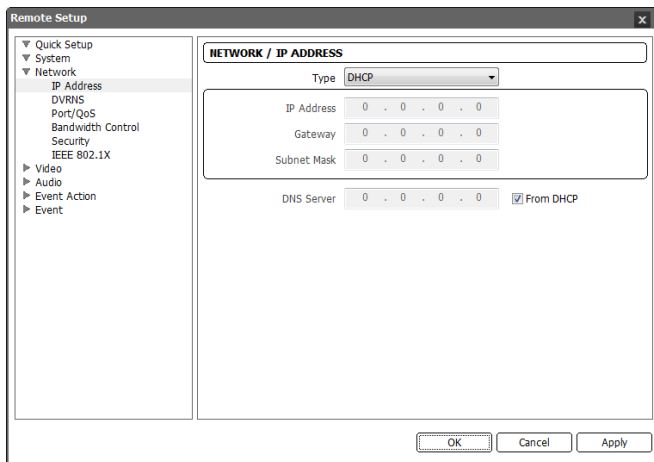 Remote Setup
x
Quick Setup
System
Network
IP Address
DVRNS
Port/QoS
Bandwidth Control
Security
IEEE 802.1X
Video
Audio
Event Action
Event
NETWORK / IP ADDRESS
Type DHCP
IP Address 0 . 0 . 0 . 0
Gateway 0 . 0 . 0 . 0
Subnet Mask 0 . 0 . 0 . 0
DNS Server 0 . 0 . 0 . 0 From DHCP
OK Cancel Apply